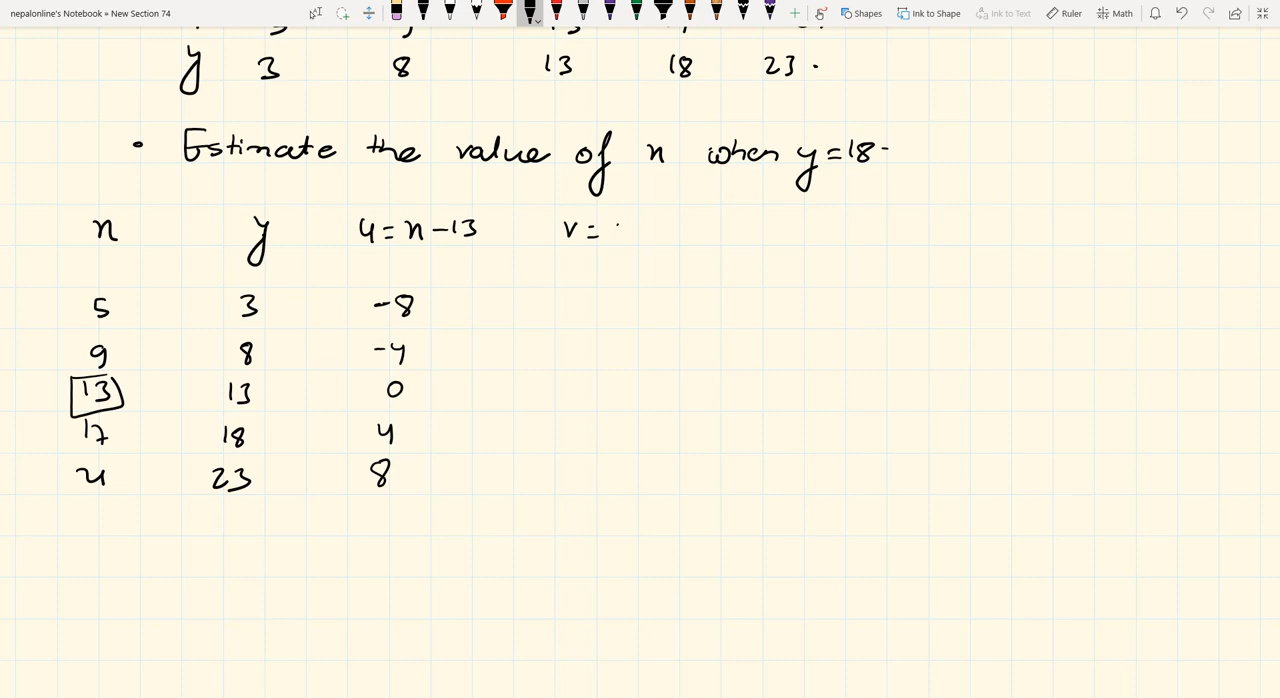 nepalonline's Notebook » New Section 74
Shapes Ink to Shape Ink to Text Ruler Math
y 3 8 13 18 23 .
• Estimate the value of n when y=18-
n y u=n-13 v=
5 3 -8
9 8 -4
13 13 0
17 18 4
21 23 8